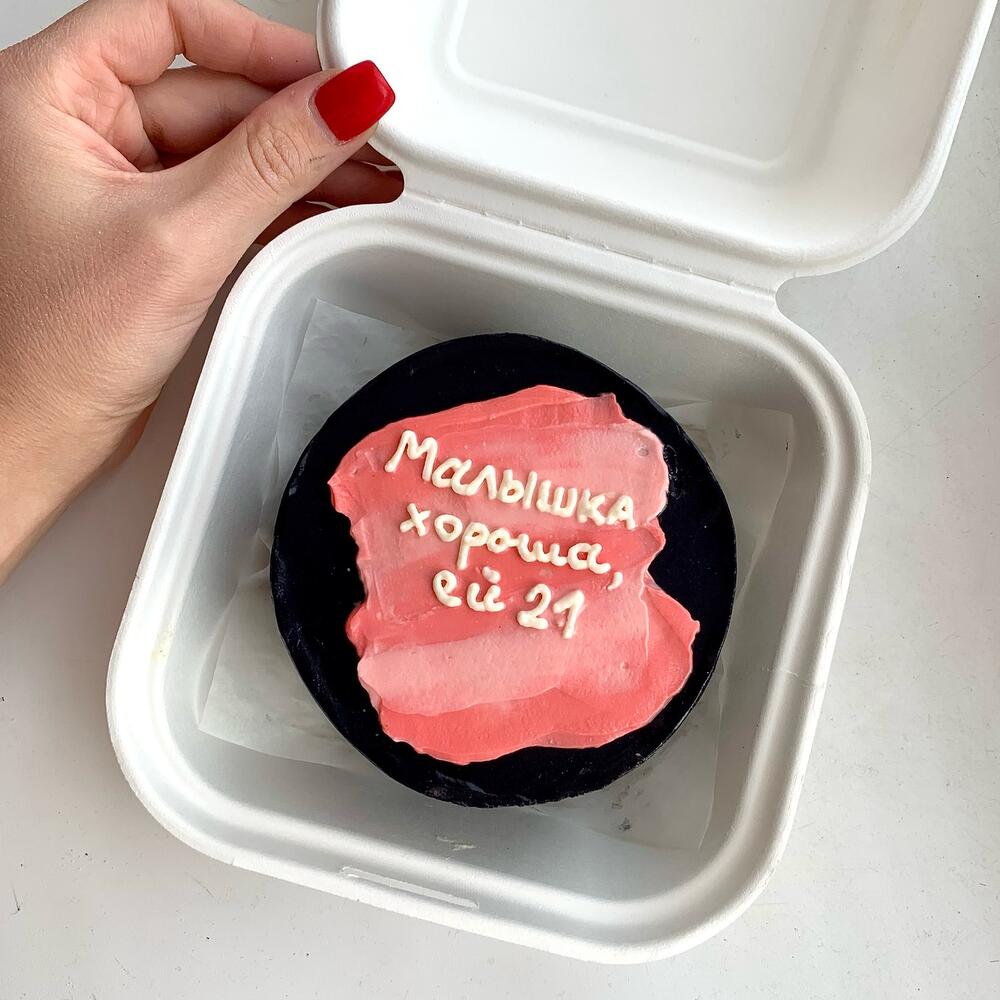 Малышка
хороша,
ей 21